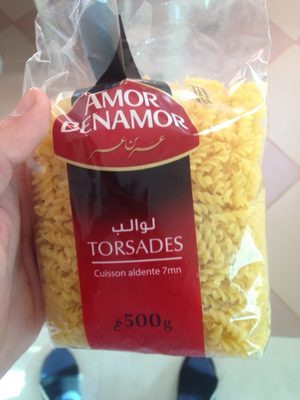 AMOR
BENAMOR
عمر بن عمر
لوالب
TORSADES
Cuisson aldente 7mn
500g غ